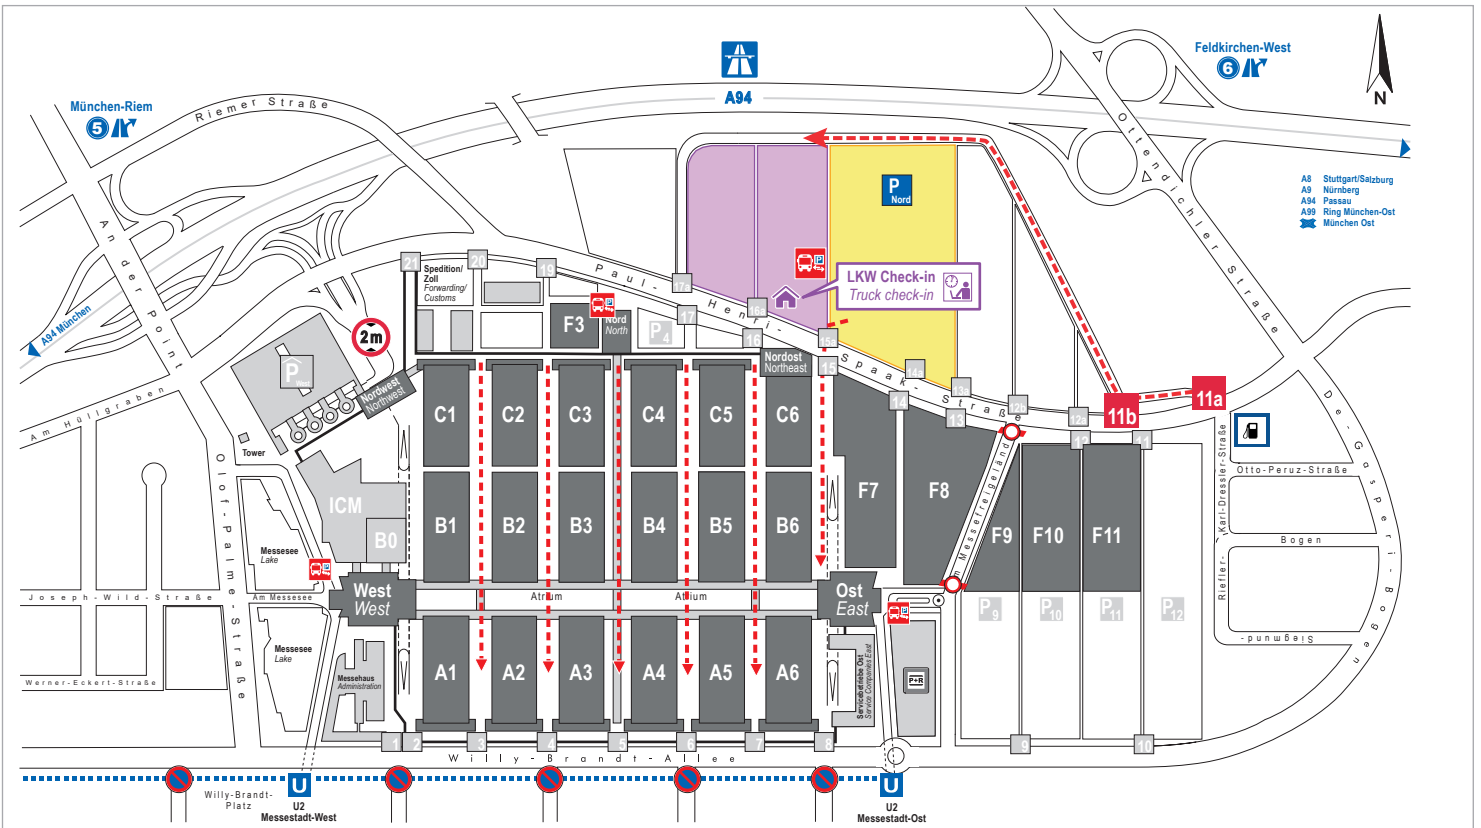 A94
Feldkirchen-West
6
N
München-Riem
5
Riemer Straße
Ottendichler Straße
A8 Stuttgart/Salzburg
A9 Nürnberg
A94 Passau
A99 Ring München-Ost
München Ost
P
Nord
An der Point
A94 München
21
20
19
Spedition/
Zoll
Forwarding/
Customs
Paul-Henri-Spaak-Straße
17a
16a
15a
14a
13a
12b
12a
11b
11a
LKW Check-in
Truck check-in
2m
F3
Nord
North
P4
17
16
15
14
13
12
11
Nordost
Northeast
P
West
Nordwest
Northwest
Am Hüllgraben
Tower
Olof-Palme-Straße
C1
C2
C3
C4
C5
C6
F7
F8
F9
F10
F11
Am Messefreigelände
De-Gasperi-Bogen
Karl-Dressler-Straße
Otto-Peruz-Straße
Bogen
Riefler-
Siegmund-
ICM
B0
B1
B2
B3
B4
B5
B6
Messesee
Lake
Joseph-Wild-Straße
Am Messesee
West
West
Atrium
Atrium
Ost
East
P9
P10
P11
P12
Messesee
Lake
Messehaus
Administration
A1
A2
A3
A4
A5
A6
Servicebetriebe Ost
Service Companies East
P+R
Werner-Eckert-Straße
1
2
3
4
5
6
7
8
9
10
Willy-Brandt-Allee
Willy-Brandt-
Platz
U
U2
Messestadt-West
U
U2
Messestadt-Ost